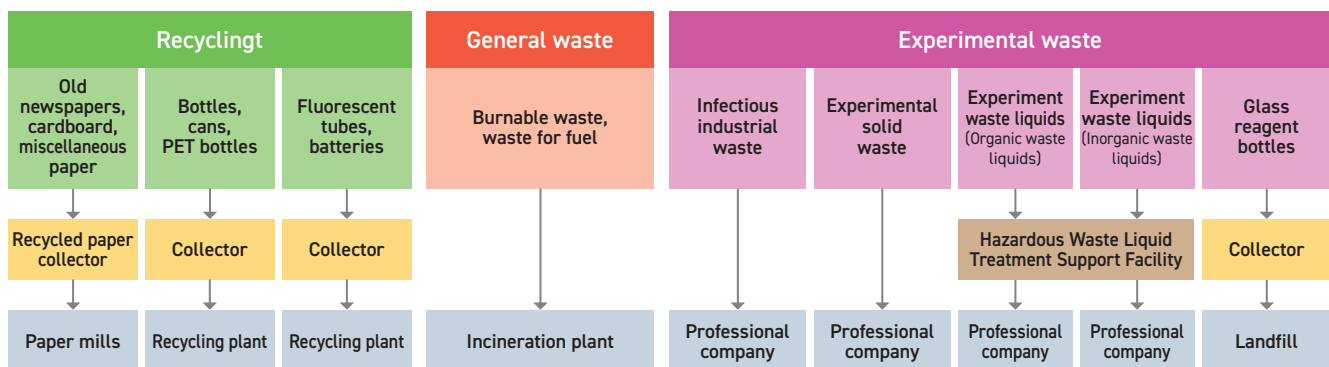 Recyclingt
General waste
Experimental waste
Old
newspapers,
cardboard,
miscellaneous
paper
Bottles,
cans,
PET bottles
Fluorescent
tubes,
batteries
Burnable waste,
waste for fuel
Infectious
industrial
waste
Experimental
solid
waste
Experiment
waste liquids
(Organic waste
liquids)
Experiment
waste liquids
(Inorganic waste
liquids)
Glass
reagent
bottles
Recycled paper
collector
Collector
Collector
Hazardous Waste Liquid
Treatment Support Facility
Collector
Paper mills
Recycling plant
Recycling plant
Incineration plant
Professional
company
Professional
company
Professional
company
Professional
company
Landfill